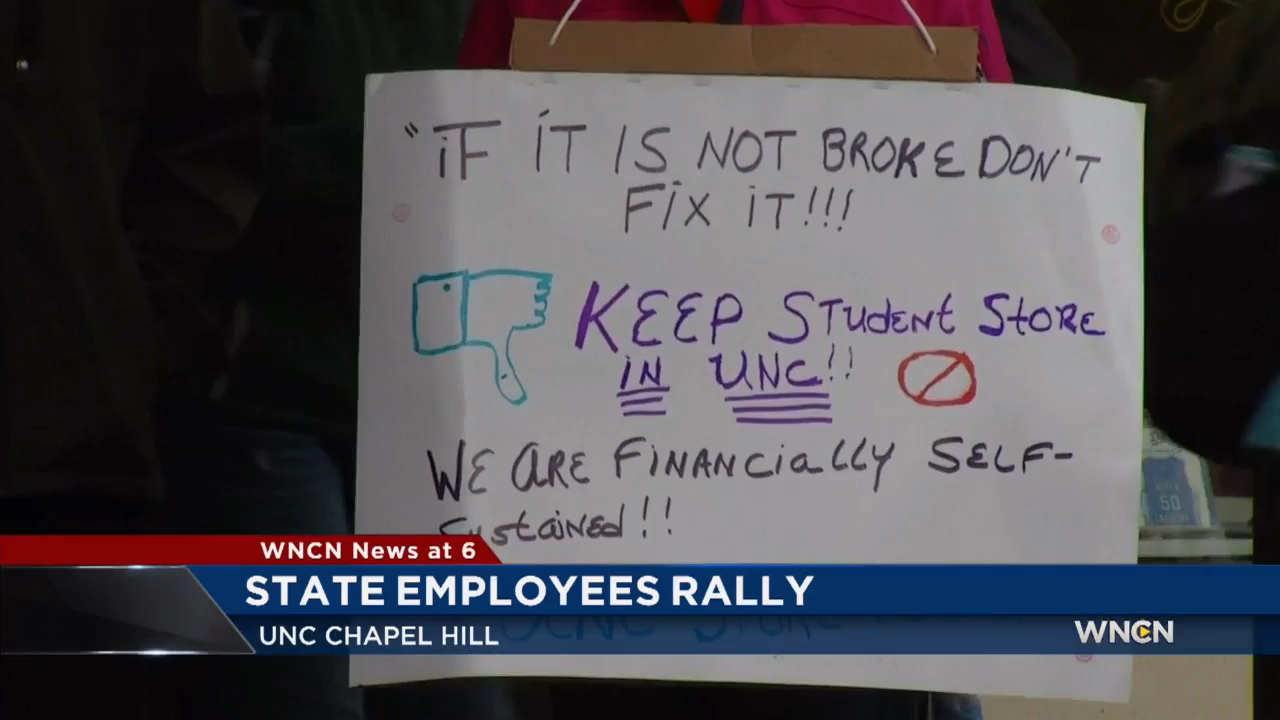 "iF iT IS NOT BROKE DON'T
FiX iT!!!
KEEP STudENT STORE
IN UNC!!
WE ARE FiNANCiaLLY SELF-
SustaiNEd!!
50
WNCN News at 6
STATE EMPLOYEES RALLY
UNC CHAPEL HILL
WNCN